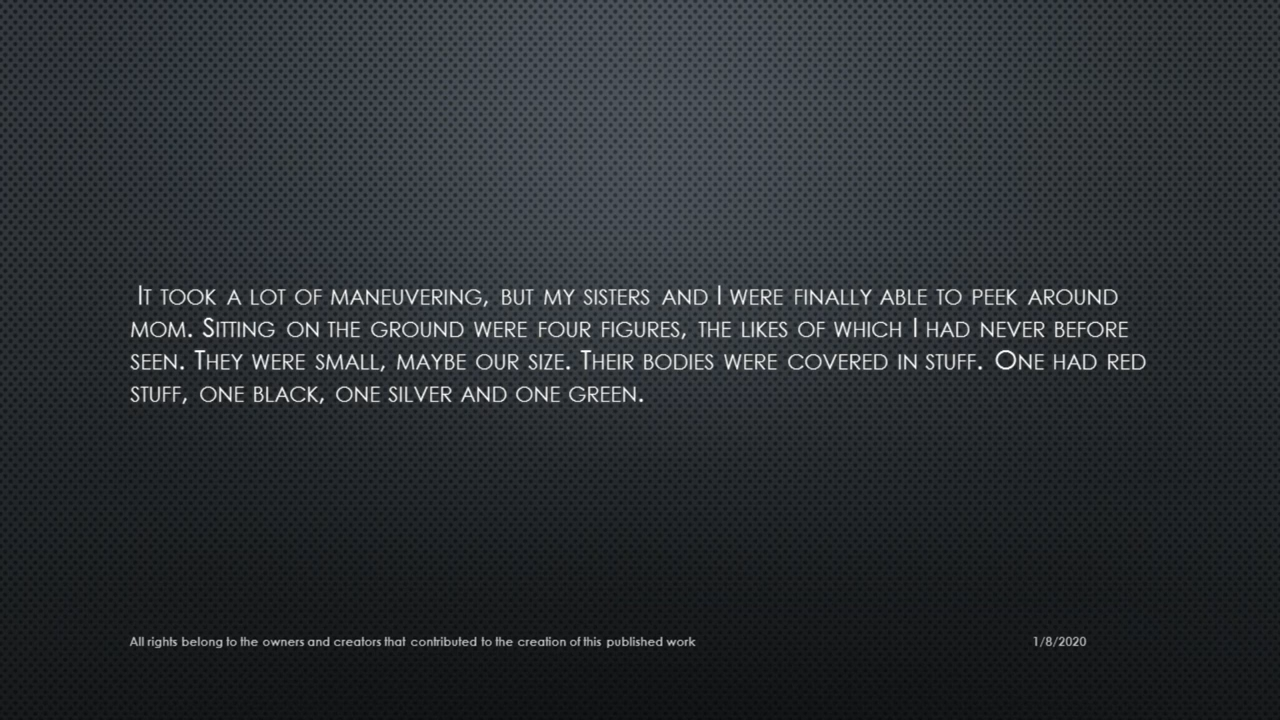 It took a lot of maneuvering, but my sisters and I were finally able to peek around
mom. Sitting on the ground were four figures, the likes of which I had never before
seen. They were small, maybe our size. Their bodies were covered in stuff. One had red
stuff, one black, one silver and one green.
All rights belong to the owners and creators that contributed to the creation of this published work
1/8/2020